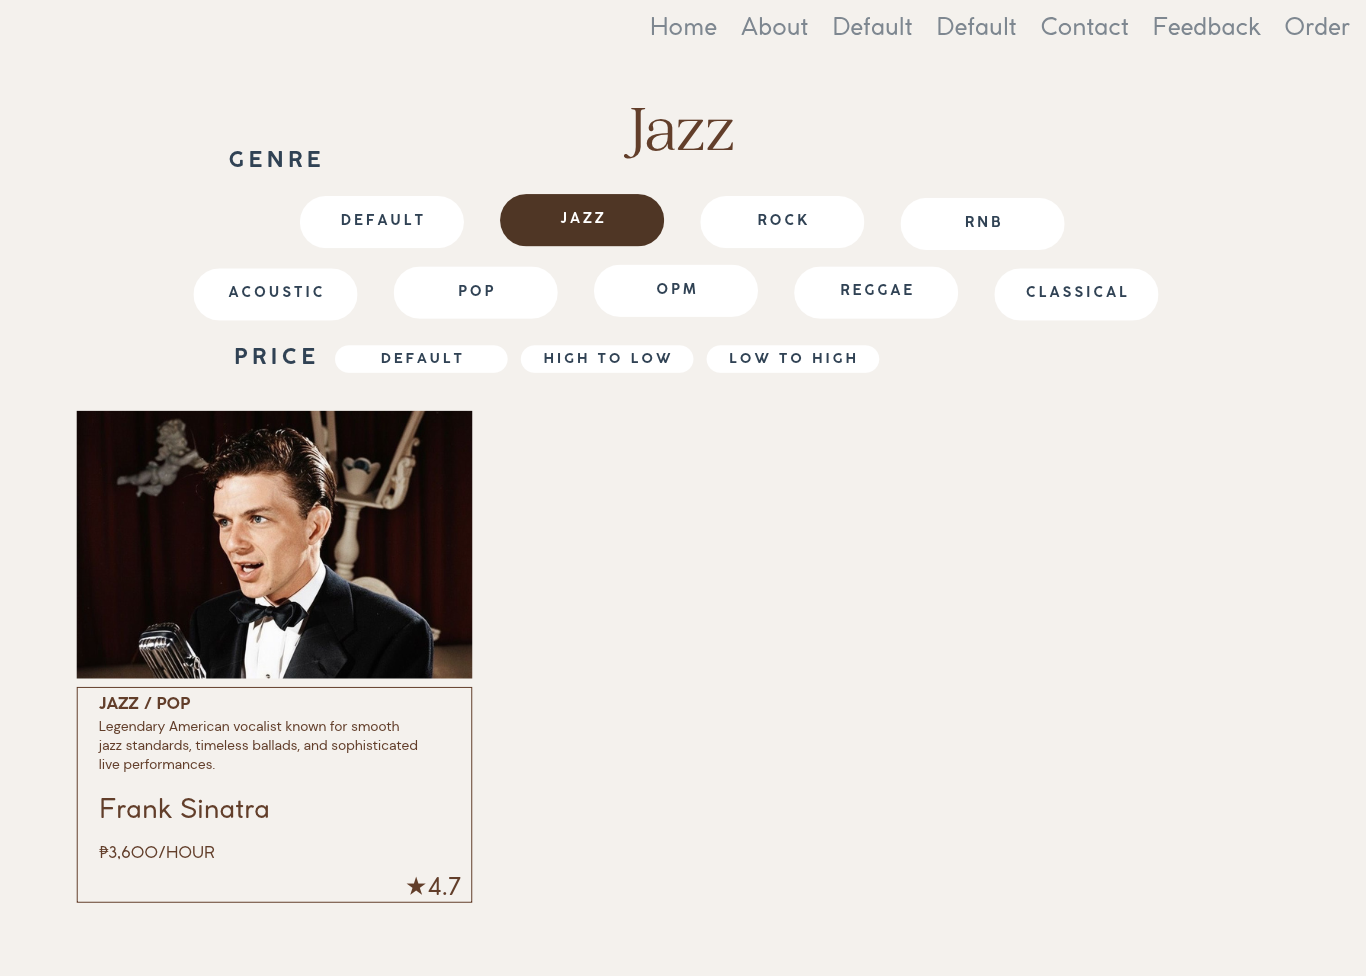 Home About Default Default Contact Feedback Order
Jazz
GENRE
DEFAULT JAZZ ROCK RNB
ACOUSTIC POP OPM REGGAE CLASSICAL
PRICE DEFAULT HIGH TO LOW LOW TO HIGH
JAZZ / POP
Legendary American vocalist known for smooth
jazz standards, timeless ballads, and sophisticated
live performances.
Frank Sinatra
₱3,600/HOUR
★4.7